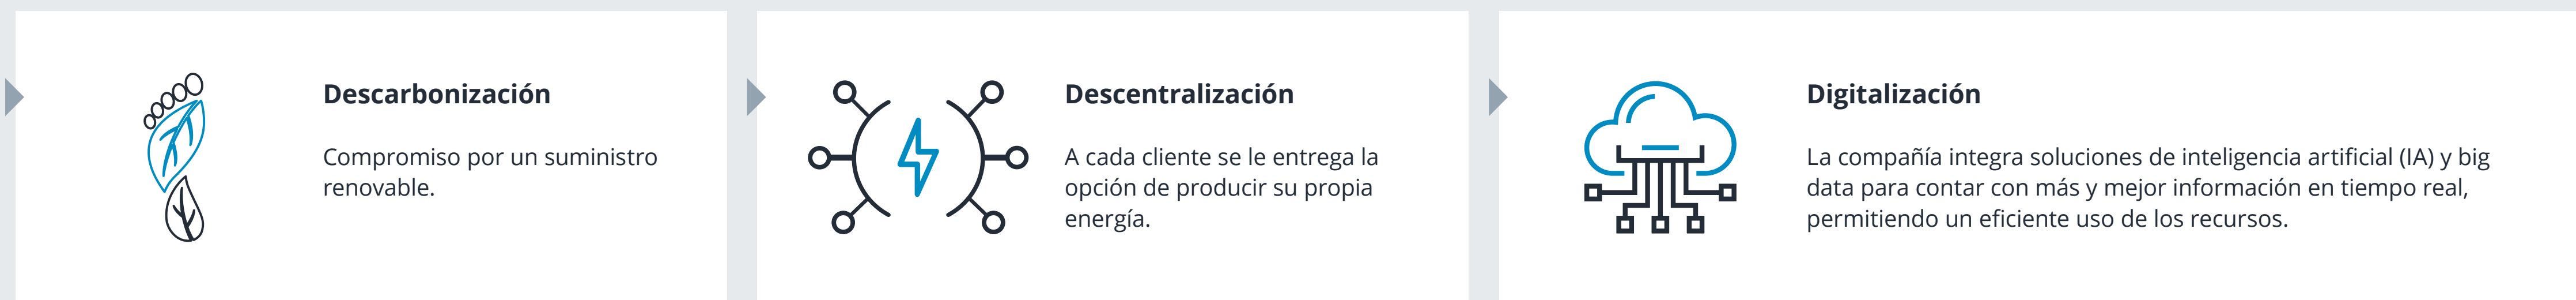 Descarbonización
Compromiso por un suministro
renovable.
Descentralización
A cada cliente se le entrega la
opción de producir su propia
energía.
Digitalización
La compañía integra soluciones de inteligencia artificial (IA) y big
data para contar con más y mejor información en tiempo real,
permitiendo un eficiente uso de los recursos.